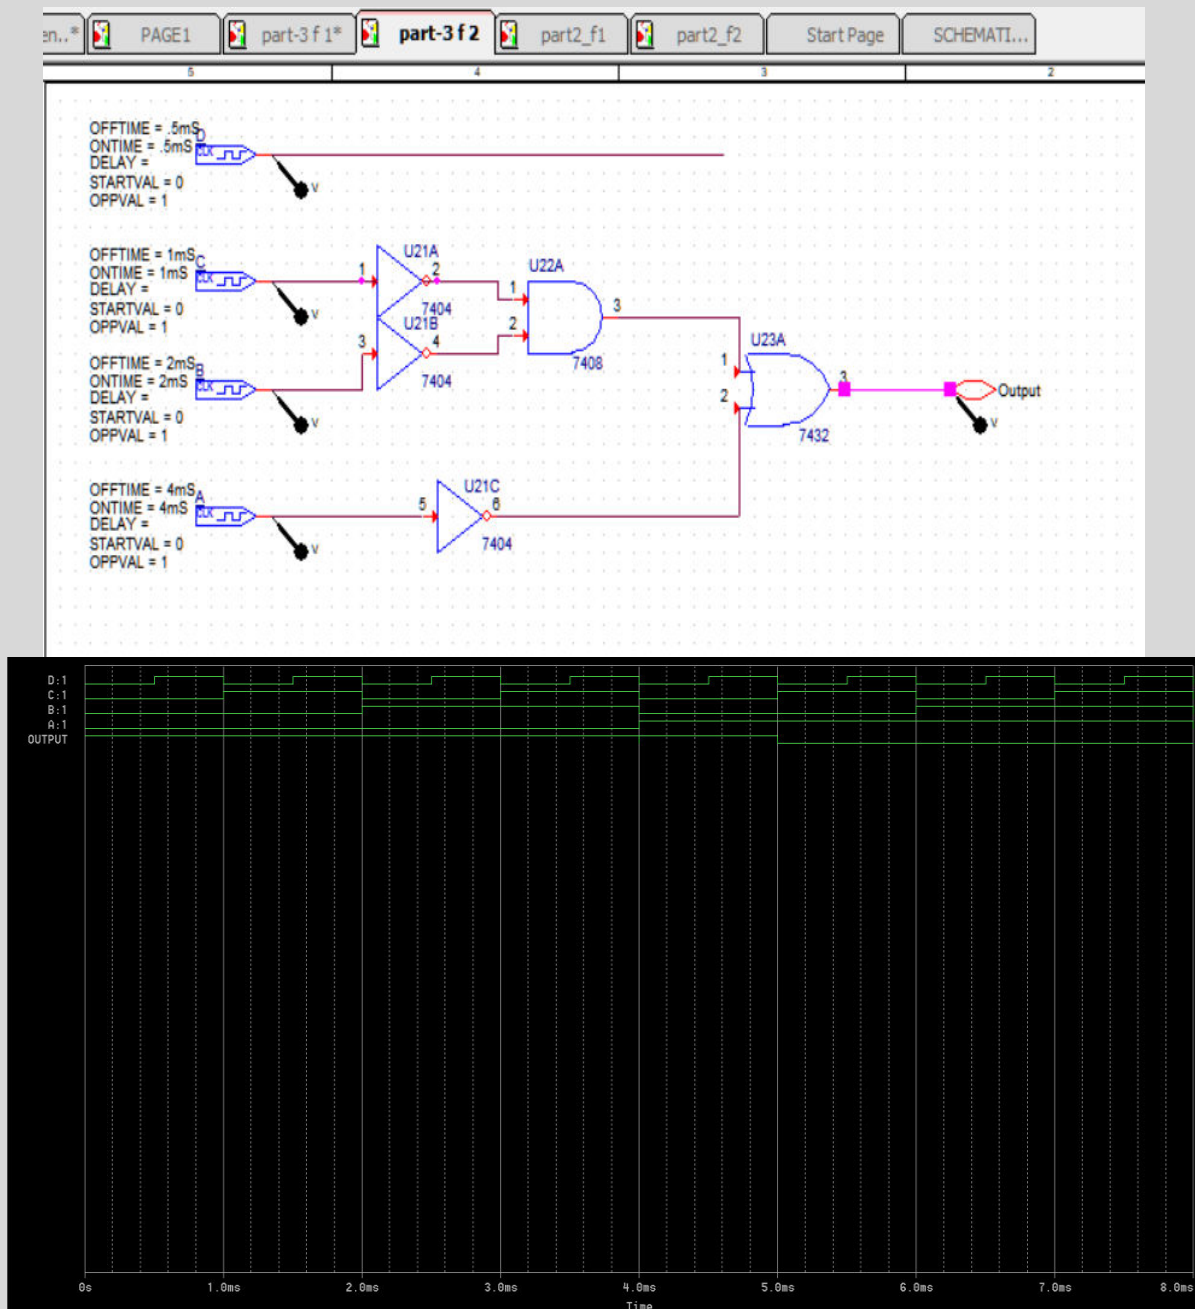 en..* PAGE1 part-3 f 1* part-3 f 2 part2_f1 part2_f2 Start Page SCHEMATI...
5 4 3 2
OFFTIME = .5mS
D
ONTIME = .5mS
CLK
DELAY =
STARTVAL = 0
OPPVAL = 1
V
OFFTIME = 1mS
C
ONTIME = 1mS
CLK
DELAY =
STARTVAL = 0
OPPVAL = 1
V
1
U21A
2
7404
U21B
3
4
7404
U22A
1
2
3
7408
OFFTIME = 2mS
B
ONTIME = 2mS
CLK
DELAY =
STARTVAL = 0
OPPVAL = 1
V
U23A
1
2
3
7432
Output
V
OFFTIME = 4mS
A
ONTIME = 4mS
CLK
DELAY =
STARTVAL = 0
OPPVAL = 1
V
5
U21C
6
7404
D:1
C:1
B:1
A:1
OUTPUT
0s 1.0ms 2.0ms 3.0ms 4.0ms 5.0ms 6.0ms 7.0ms 8.0ms
Time